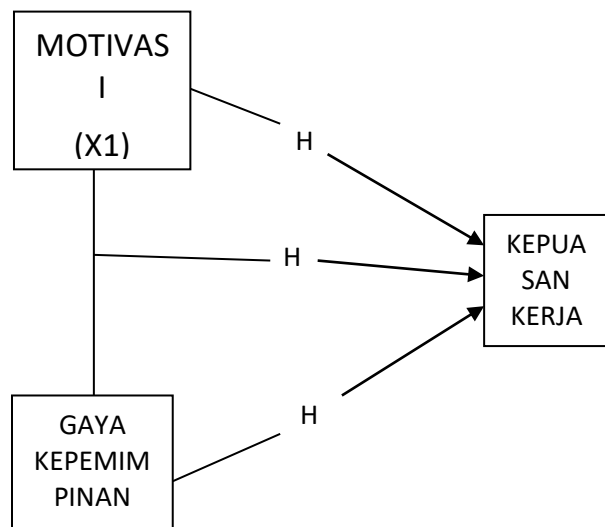 MOTIVAS
I
(X1)
H
KEPUA
SAN
KERJA
H
H
GAYA
KEPEMIM
PINAN